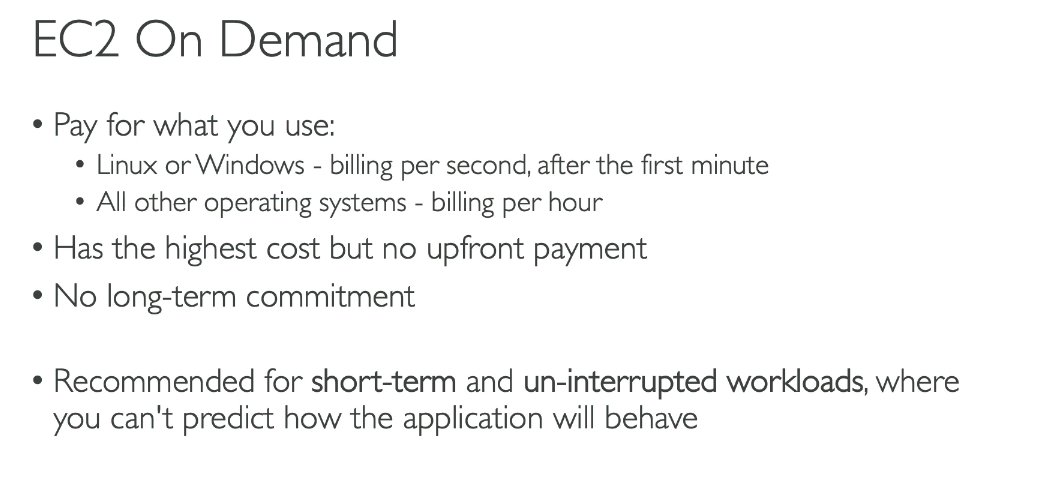 EC2 On Demand
• Pay for what you use:
• Linux or Windows - billing per second, after the first minute
• All other operating systems - billing per hour
• Has the highest cost but no upfront payment
• No long-term commitment
• Recommended for short-term and un-interrupted workloads, where
you can't predict how the application will behave